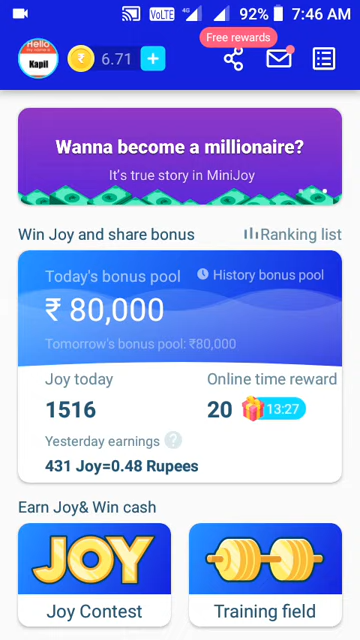 VoLTE 4G 92% 7:46 AM
Free rewards
Hello
Kapil
₹ 6.71 +
Wanna become a millionaire?
It's true story in MiniJoy
Win Joy and share bonus
Ranking list
Today's bonus pool
History bonus pool
₹ 80,000
Tomorrow's bonus pool: ₹80,000
Joy today
Online time reward
1516
20
13:27
Yesterday earnings ?
431 Joy=0.48 Rupees
Earn Joy& Win cash
JOY
Joy Contest
Training field